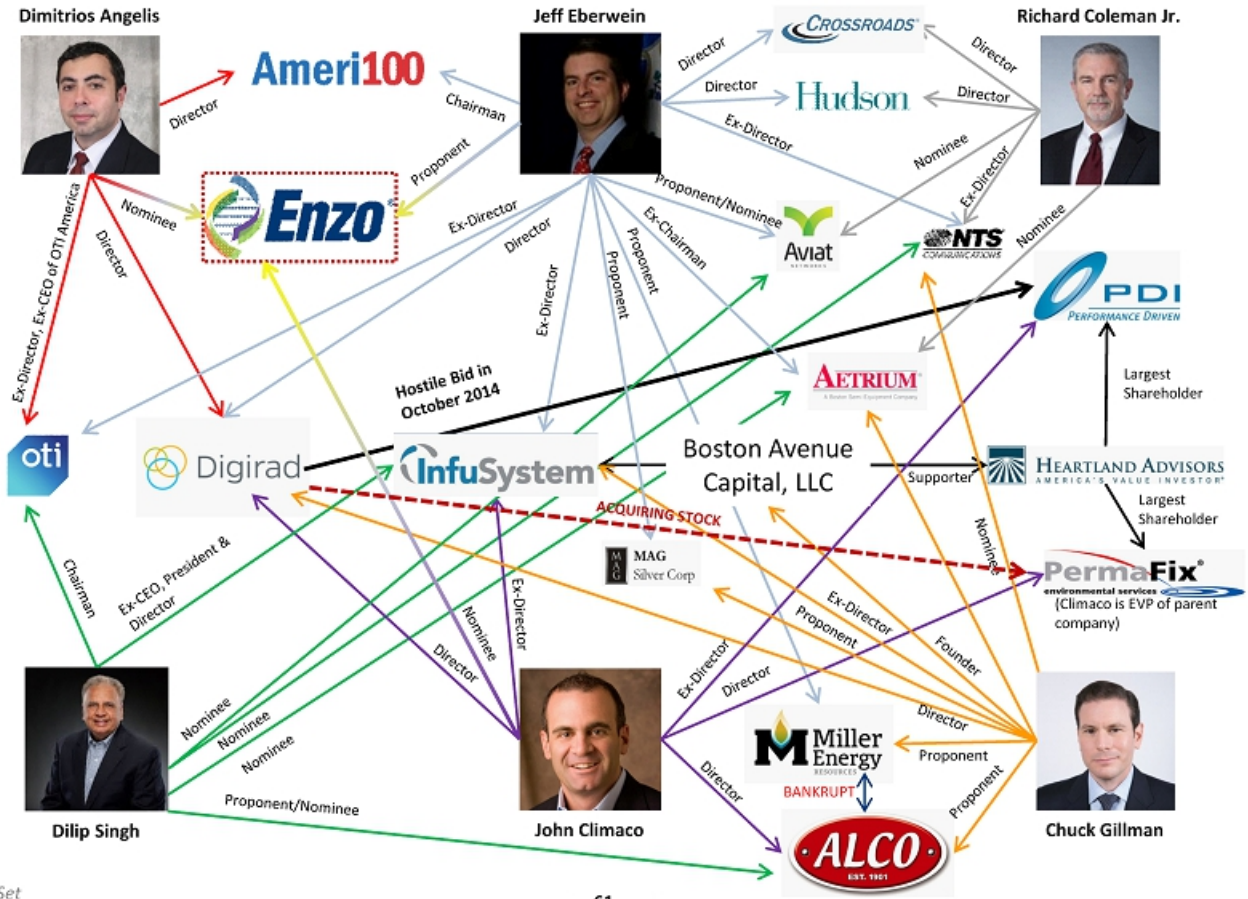 Dimitrios Angelis
Jeff Eberwein
Richard Coleman Jr.
CROSSROADS®
Director
Director
Ameri100
Director
Director
Hudson
Director
Chairman
Ex-Director
Nominee
Proponent
Ex-Director
Nominee
Enzo
Ex-Director
Proponent/Nominee
Ex-Director, Ex-CEO of OTI America
Director
Director
Ex-Chairman
Aviat
NETWORKS
NTS
COMMUNICATIONS
Nominee
Ex-Director
Proponent
Proponent
PDI
PERFORMANCE DRIVEN
Hostile Bid in
October 2014
AETRIUM®
A Boston Semi Equipment Company
Largest
Shareholder
oti
Digirad
InfuSystem
Boston Avenue
Capital, LLC
Supporter
HEARTLAND ADVISORS
AMERICA'S VALUE INVESTOR®
ACQUIRING STOCK
Largest
Shareholder
Nominee
MAG
MAG
Silver Corp
PermaFix®
environmental services
(Climaco is EVP of parent
company)
Chairman
Ex-CEO, President &
Director
Ex-Director
Nominee
Director
Ex-Director
Proponent
Founder
Ex-Director
Director
Director
Nominee
Nominee
Nominee
Miller
Energy
RESOURCES
Proponent
BANKRUPT
Director
Proponent
Proponent/Nominee
Dilip Singh
John Climaco
Chuck Gillman
ALCO
EST. 1901
Set